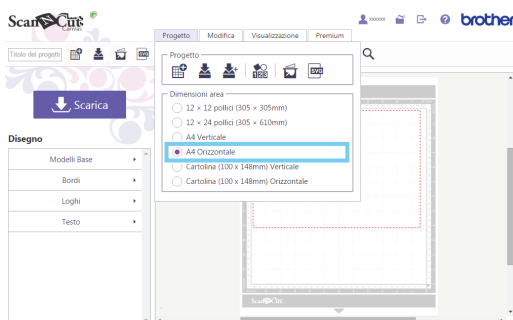 ScanNCut
Canvas
xxxxxx
brother
Progetto
Modifica
Visualizzazione
Premium
Titolo del progetto
Progetto
SVG
Dimensioni area
12 × 12 pollici (305 × 305mm)
12 × 24 pollici (305 × 610mm)
A4 Verticale
A4 Orizzontale
Cartolina (100 x 148mm) Verticale
Cartolina (100 x 148mm) Orizzontale
Scarica
Disegno
Modelli Base
Bordi
Loghi
Testo
ScanNCut